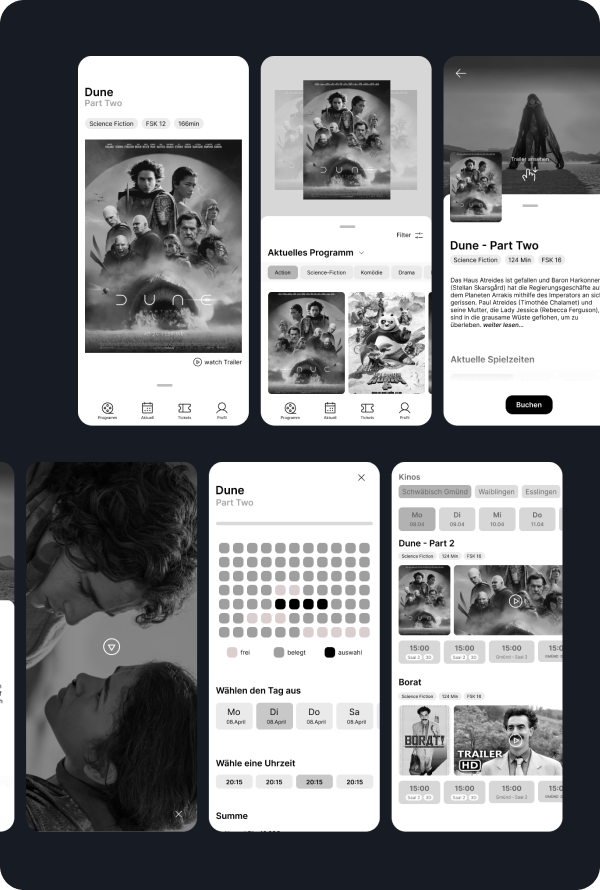 Dune
Part Two
Science Fiction
FSK 12
166min
DUNE
watch Trailer
Programm
Aktuell
Tickets
Profil
DUNE
Filter
Aktuelles Programm
Action
Science-Fiction
Komödie
Drama
Programm
Aktuell
Tickets
Profil
Trailer ansehen
Dune - Part Two
Science Fiction
124 Min
FSK 16
Das Haus Atreides ist gefallen und Baron Harkonnen
(Stellan Skarsgård) hat die Regierungsgeschäfte auf
dem Planeten Arrakis mithilfe des Imperators an sich
gerissen. Paul Atreides (Timothée Chalamet) und
seine Mutter, die Lady Jessica (Rebecca Ferguson),
sind in die grausame Wüste geflohen, um zu
überleben. weiter lesen...
Aktuelle Spielzeiten
Buchen
Dune
Part Two
frei
belegt
auswahl
Wählen den Tag aus
Mo
08.April
Di
08.April
Do
08.April
Sa
08.April
Wähle eine Uhrzeit
20:15
20:15
20:15
20:15
Summe
Kinos
Schwäbisch Gmünd
Waiblingen
Esslingen
Mo
08.04
Di
09.04
Mi
10.04
Do
11.04
Dune - Part 2
Science Fiction
124 Min
FSK 16
15:00
Saal 2
3D
15:00
Saal 2
3D
15:00
Gmünd - Saal 2
15:0
Borat
Science Fiction
124 Min
FSK 16
BORAT!
TRAILER
HD
15:00
Saal 2
3D
15:00
Saal 2
3D
15:00
Gmünd - Saal 2
15:0